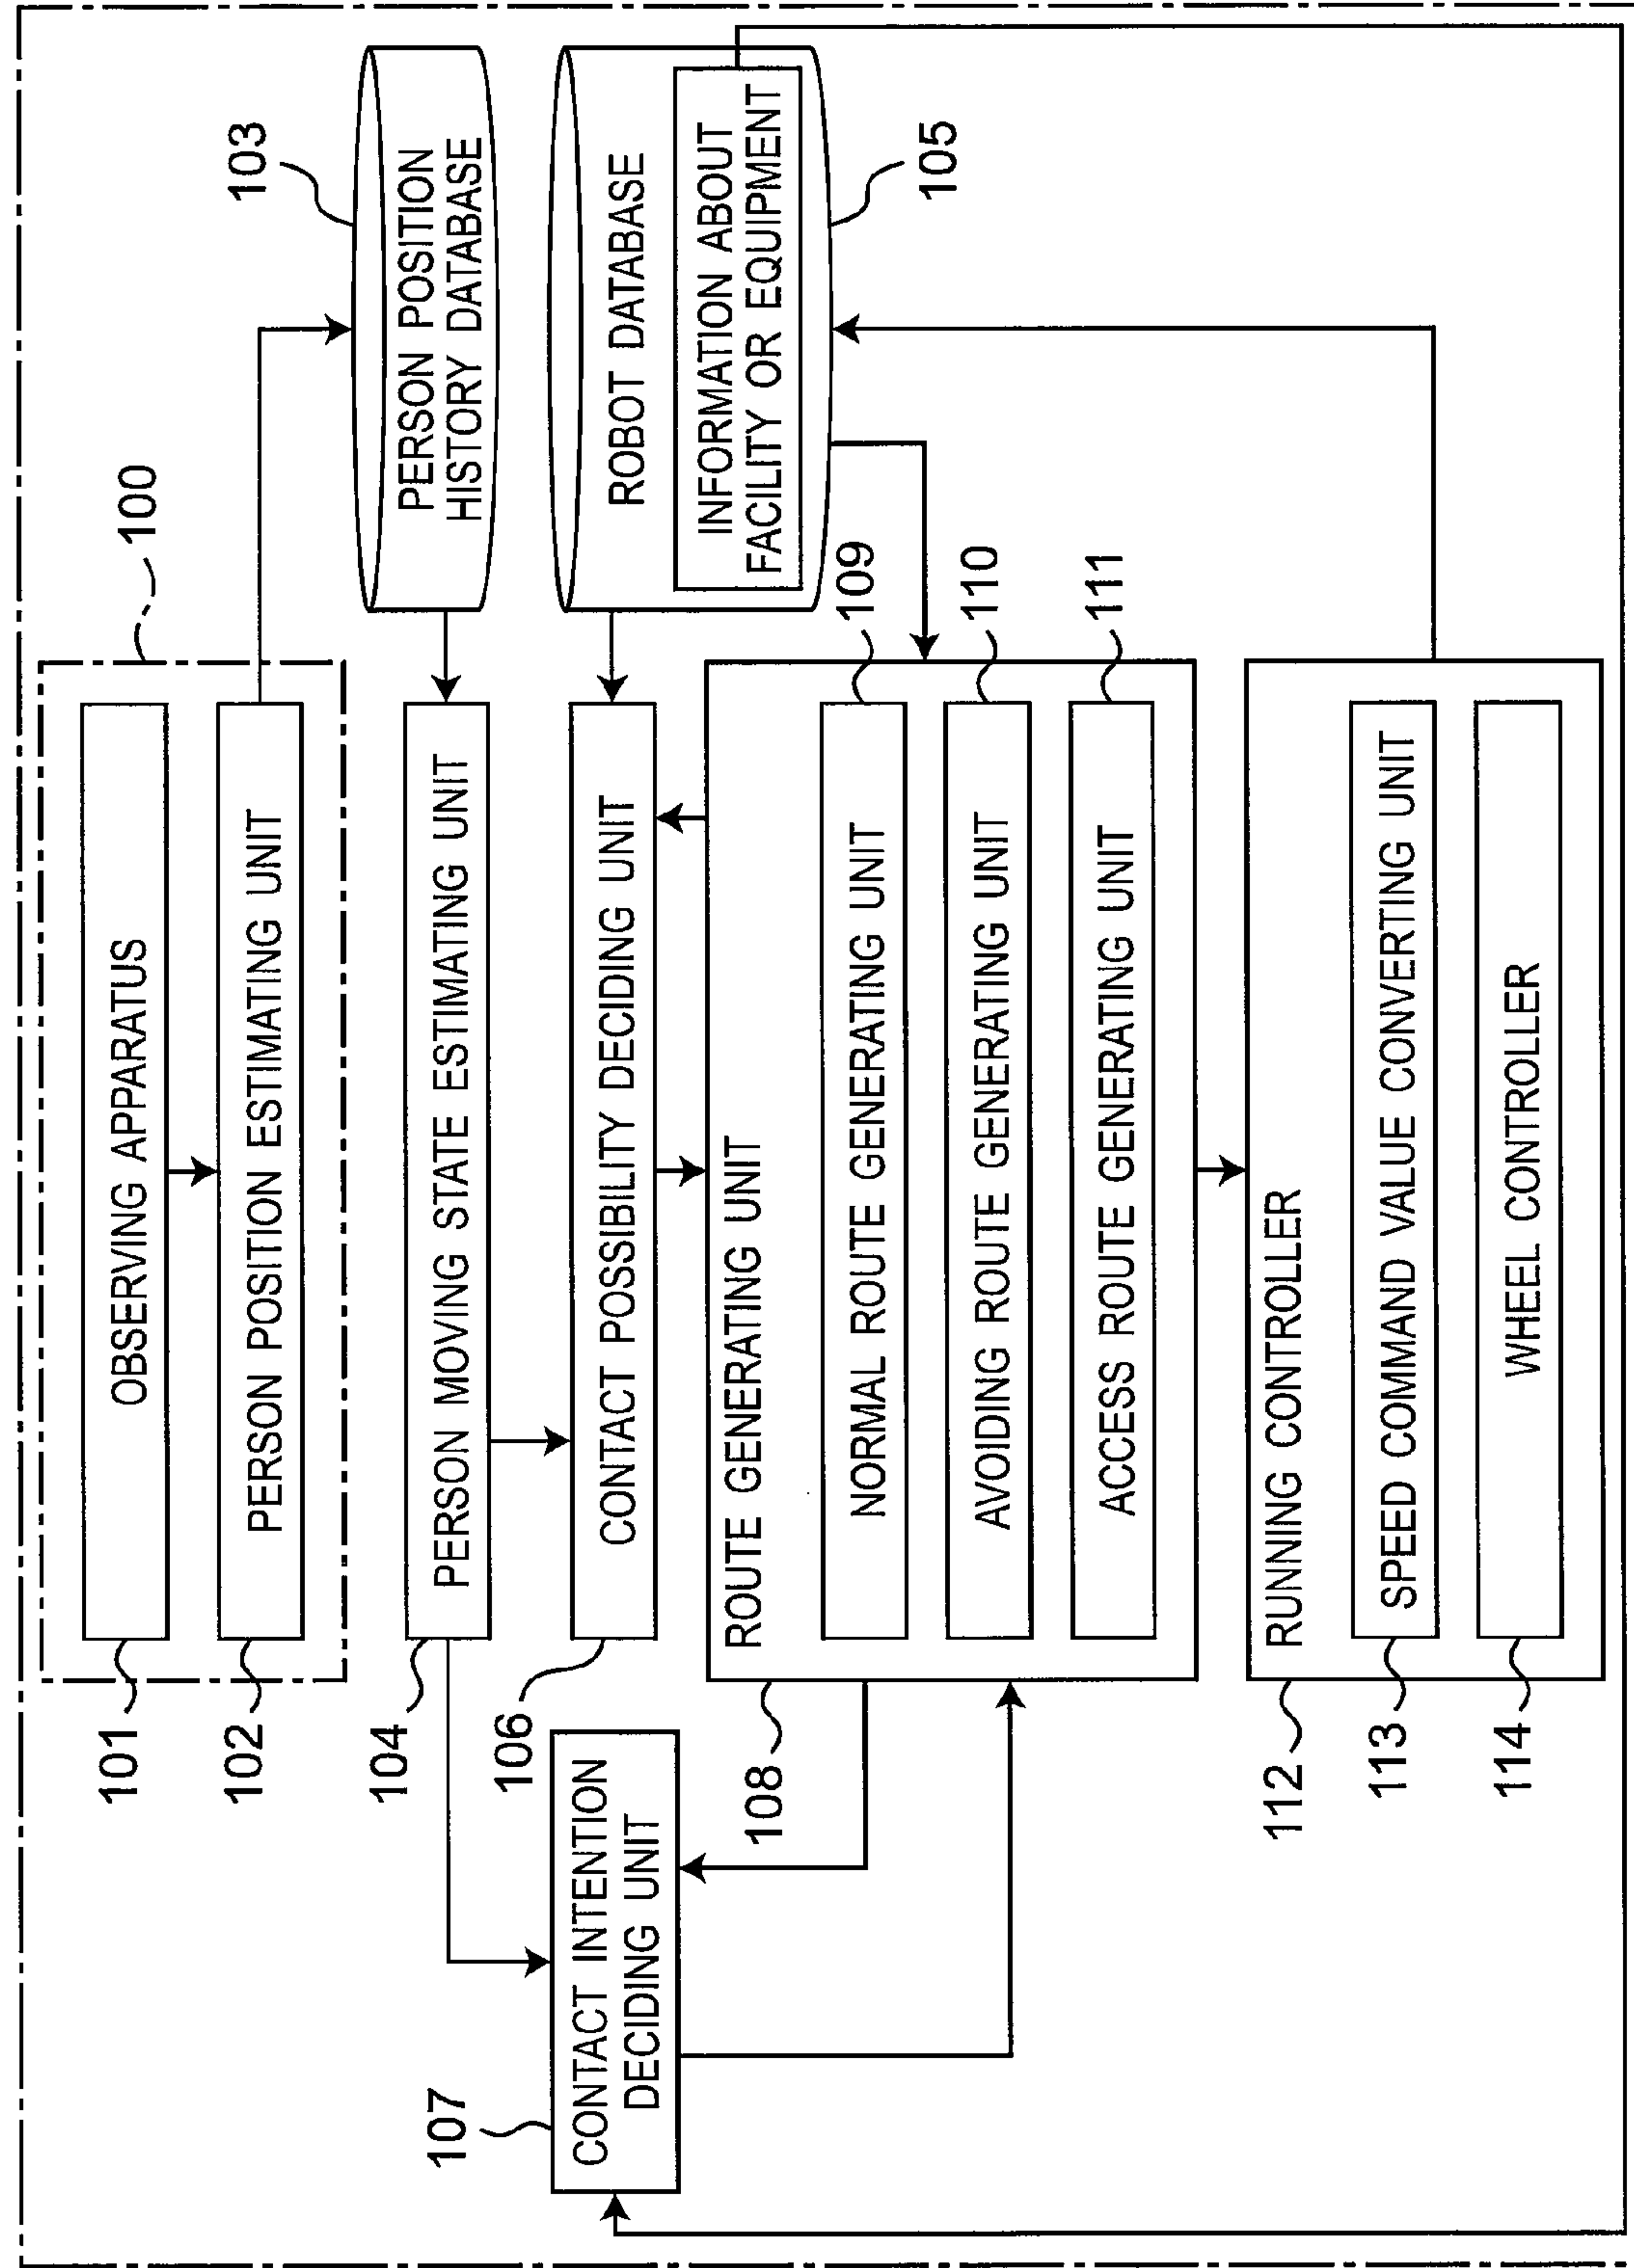 100
101
OBSERVING APPARATUS
102
PERSON POSITION ESTIMATING UNIT
103
PERSON POSITION
HISTORY DATABASE
104
PERSON MOVING STATE ESTIMATING UNIT
106
CONTACT POSSIBILITY DECIDING UNIT
ROBOT DATABASE
INFORMATION ABOUT
FACILITY OR EQUIPMENT
105
107
CONTACT INTENTION
DECIDING UNIT
108
ROUTE GENERATING UNIT
NORMAL ROUTE GENERATING UNIT
109
AVOIDING ROUTE GENERATING UNIT
110
ACCESS ROUTE GENERATING UNIT
111
112
RUNNING CONTROLLER
113
SPEED COMMAND VALUE CONVERTING UNIT
114
WHEEL CONTROLLER